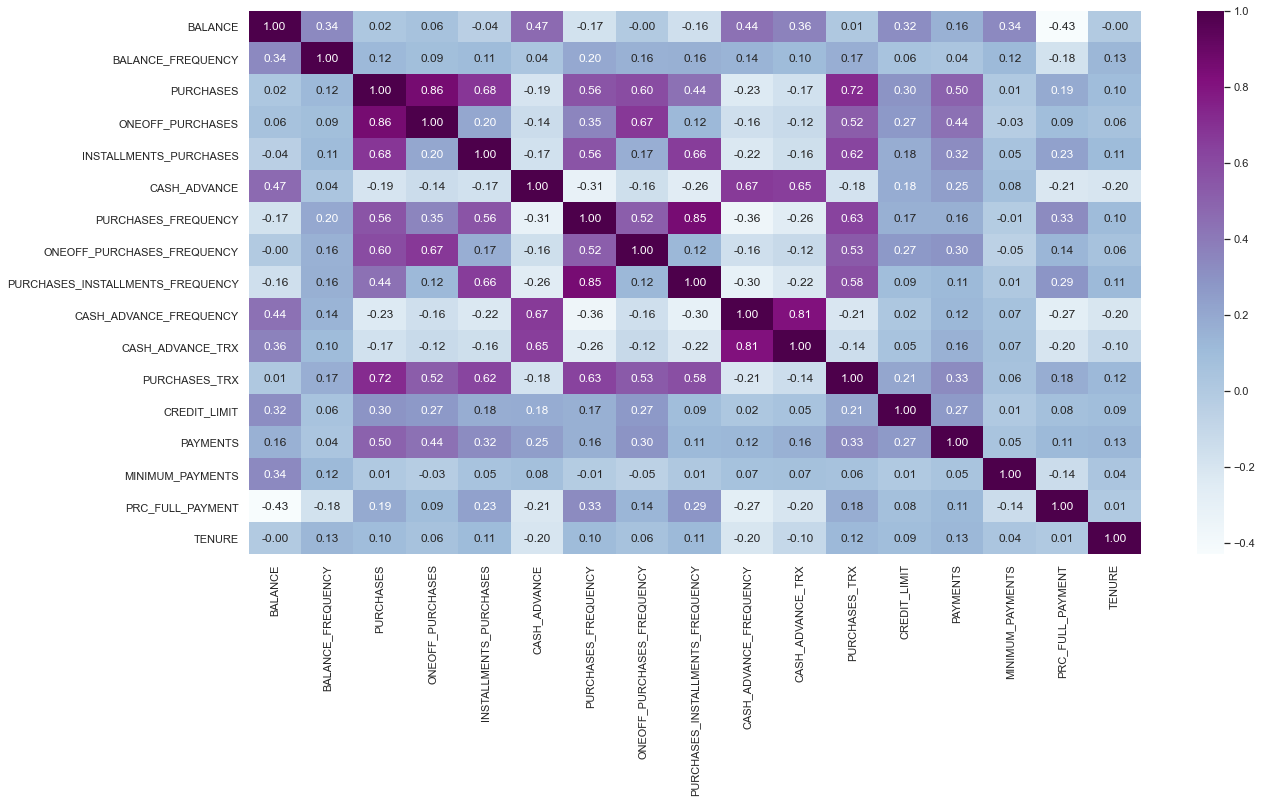 BALANCE 1.00 0.34 0.02 0.06 -0.04 0.47 -0.17 -0.00 -0.16 0.44 0.36 0.01 0.32 0.16 0.34 -0.43 -0.00
BALANCE_FREQUENCY 0.34 1.00 0.12 0.09 0.11 0.04 0.20 0.16 0.16 0.14 0.10 0.17 0.06 0.04 0.12 -0.18 0.13
PURCHASES 0.02 0.12 1.00 0.86 0.68 -0.19 0.56 0.60 0.44 -0.23 -0.17 0.72 0.30 0.50 0.01 0.19 0.10
ONEOFF_PURCHASES 0.06 0.09 0.86 1.00 0.20 -0.14 0.35 0.67 0.12 -0.16 -0.12 0.52 0.27 0.44 -0.03 0.09 0.06
INSTALLMENTS_PURCHASES -0.04 0.11 0.68 0.20 1.00 -0.17 0.56 0.17 0.66 -0.22 -0.16 0.62 0.18 0.32 0.05 0.23 0.11
CASH_ADVANCE 0.47 0.04 -0.19 -0.14 -0.17 1.00 -0.31 -0.16 -0.26 0.67 0.65 -0.18 0.18 0.25 0.08 -0.21 -0.20
PURCHASES_FREQUENCY -0.17 0.20 0.56 0.35 0.56 -0.31 1.00 0.52 0.85 -0.36 -0.26 0.63 0.17 0.16 -0.01 0.33 0.10
ONEOFF_PURCHASES_FREQUENCY -0.00 0.16 0.60 0.67 0.17 -0.16 0.52 1.00 0.12 -0.16 -0.12 0.53 0.27 0.30 -0.05 0.14 0.06
PURCHASES_INSTALLMENTS_FREQUENCY -0.16 0.16 0.44 0.12 0.66 -0.26 0.85 0.12 1.00 -0.30 -0.22 0.58 0.09 0.11 0.01 0.29 0.11
CASH_ADVANCE_FREQUENCY 0.44 0.14 -0.23 -0.16 -0.22 0.67 -0.36 -0.16 -0.30 1.00 0.81 -0.21 0.02 0.12 0.07 -0.27 -0.20
CASH_ADVANCE_TRX 0.36 0.10 -0.17 -0.12 -0.16 0.65 -0.26 -0.12 -0.22 0.81 1.00 -0.14 0.05 0.16 0.07 -0.20 -0.10
PURCHASES_TRX 0.01 0.17 0.72 0.52 0.62 -0.18 0.63 0.53 0.58 -0.21 -0.14 1.00 0.21 0.33 0.06 0.18 0.12
CREDIT_LIMIT 0.32 0.06 0.30 0.27 0.18 0.18 0.17 0.27 0.09 0.02 0.05 0.21 1.00 0.27 0.01 0.08 0.09
PAYMENTS 0.16 0.04 0.50 0.44 0.32 0.25 0.16 0.30 0.11 0.12 0.16 0.33 0.27 1.00 0.05 0.11 0.13
MINIMUM_PAYMENTS 0.34 0.12 0.01 -0.03 0.05 0.08 -0.01 -0.05 0.01 0.07 0.07 0.06 0.01 0.05 1.00 -0.14 0.04
PRC_FULL_PAYMENT -0.43 -0.18 0.19 0.09 0.23 -0.21 0.33 0.14 0.29 -0.27 -0.20 0.18 0.08 0.11 -0.14 1.00 0.01
TENURE -0.00 0.13 0.10 0.06 0.11 -0.20 0.10 0.06 0.11 -0.20 -0.10 0.12 0.09 0.13 0.04 0.01 1.00
BALANCE
BALANCE_FREQUENCY
PURCHASES
ONEOFF_PURCHASES
INSTALLMENTS_PURCHASES
CASH_ADVANCE
PURCHASES_FREQUENCY
ONEOFF_PURCHASES_FREQUENCY
PURCHASES_INSTALLMENTS_FREQUENCY
CASH_ADVANCE_FREQUENCY
CASH_ADVANCE_TRX
PURCHASES_TRX
CREDIT_LIMIT
PAYMENTS
MINIMUM_PAYMENTS
PRC_FULL_PAYMENT
TENURE
1.0
0.8
0.6
0.4
0.2
0.0
-0.2
-0.4